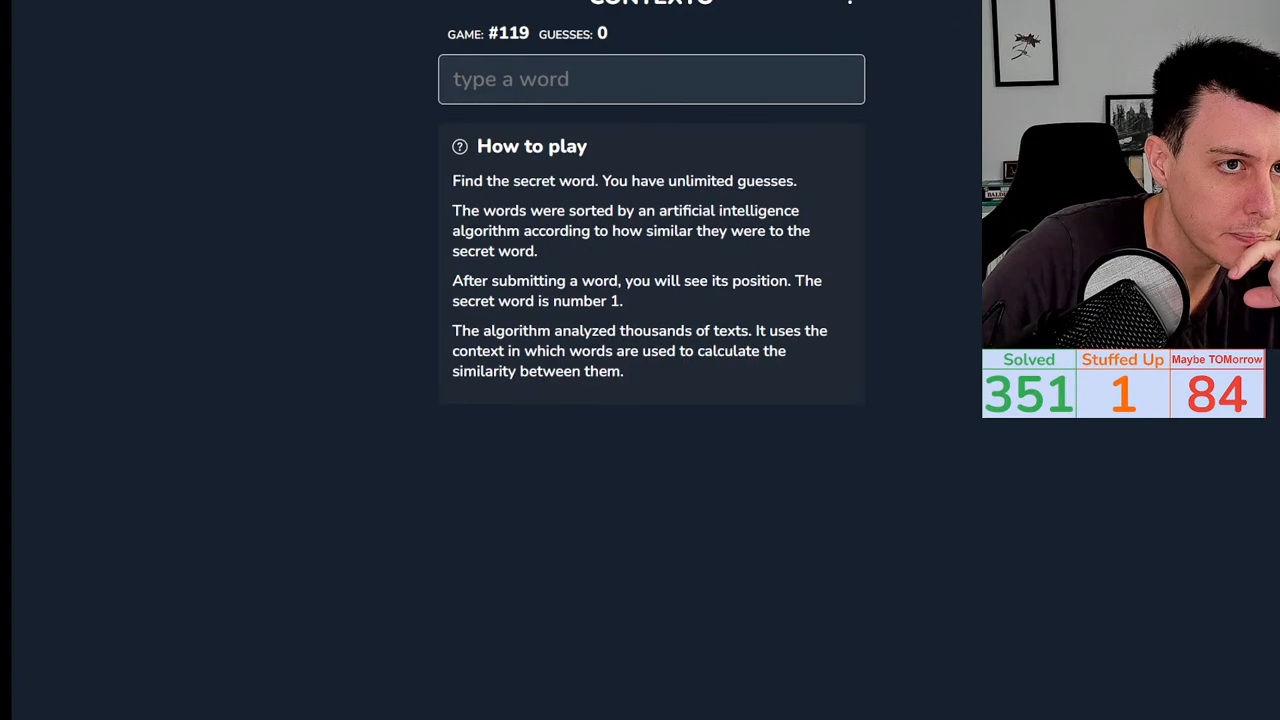 CONTEXTO
GAME: #119 GUESSES: 0
type a word
How to play
Find the secret word. You have unlimited guesses.
The words were sorted by an artificial intelligence
algorithm according to how similar they were to the
secret word.
After submitting a word, you will see its position. The
secret word is number 1.
The algorithm analyzed thousands of texts. It uses the
context in which words are used to calculate the
similarity between them.
Solved Stuffed Up Maybe TOMorrow
351 1 84